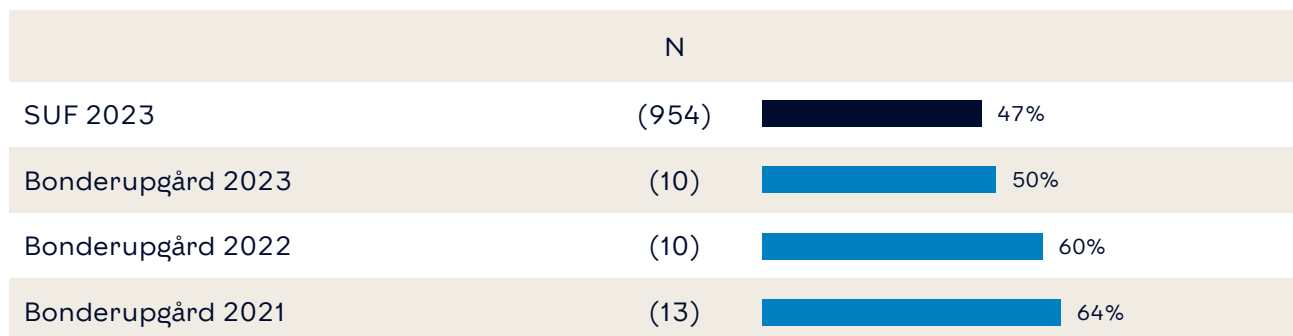 N
SUF 2023 (954) 47%
Bonderupgård 2023 (10) 50%
Bonderupgård 2022 (10) 60%
Bonderupgård 2021 (13) 64%